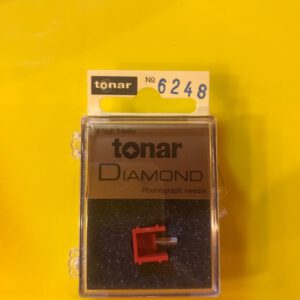 tonar No 6248
a high fidelity
tonar
DIAMOND
Phonograph needle